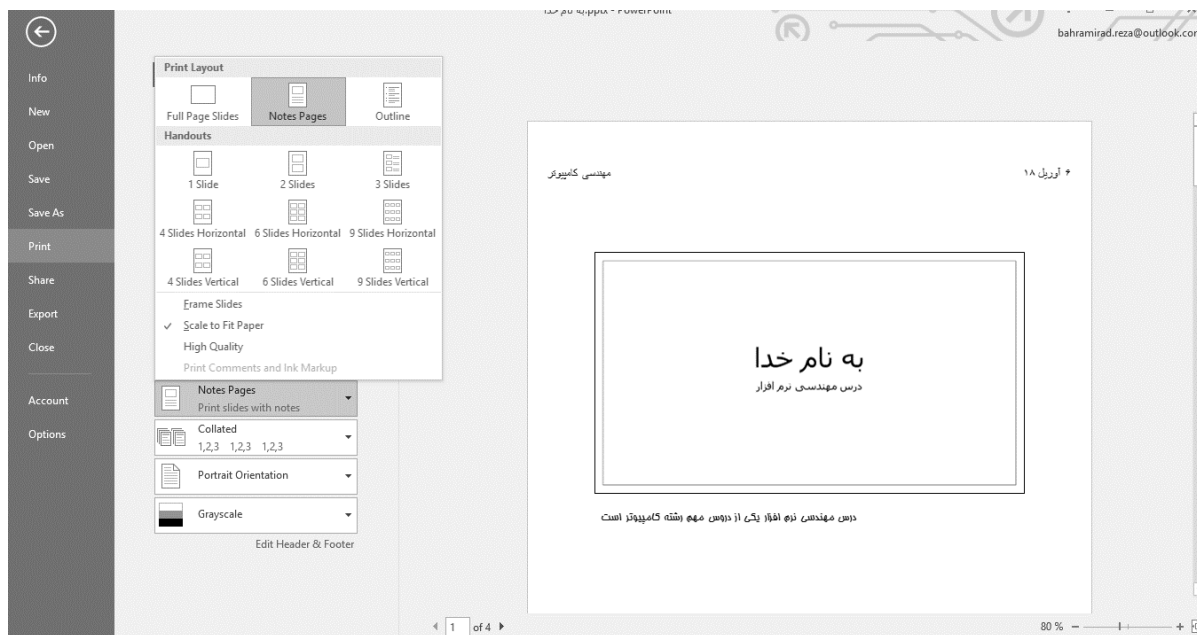 به نام خدا.pptx - PowerPoint
bahramirad.reza@outlook.com
Info
New
Open
Save
Save As
Print
Share
Export
Close
Account
Options
Print Layout
Full Page Slides Notes Pages Outline
Handouts
1 Slide 2 Slides 3 Slides
4 Slides Horizontal 6 Slides Horizontal 9 Slides Horizontal
4 Slides Vertical 6 Slides Vertical 9 Slides Vertical
Frame Slides
Scale to Fit Paper
High Quality
Print Comments and Ink Markup
Notes Pages
Print slides with notes
Collated
1,2,3 1,2,3 1,2,3
Portrait Orientation
Grayscale
Edit Header & Footer
۶ آوریل ۱۸
مهندسی کامپیوتر
به نام خدا
درس مهندسی نرم افزار
درس مهندسی نرم افزار یکی از دروس مهم رشته کامپیوتر است
1 of 4
80 %